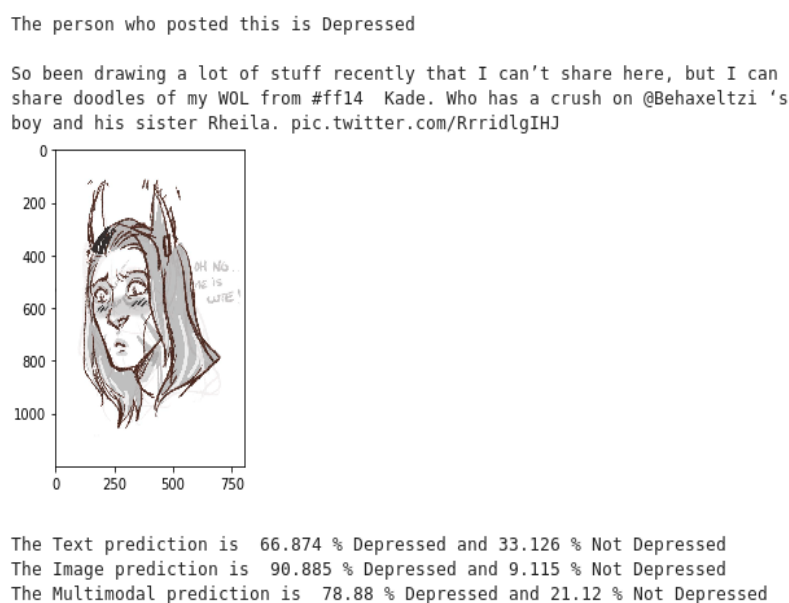 The person who posted this is Depressed
So been drawing a lot of stuff recently that I can’t share here, but I can
share doodles of my WOL from #ff14  Kade. Who has a crush on @Behaxeltzi ‘s
boy and his sister Rheila. pic.twitter.com/RrridlgIHJ
0
200
400
600
800
1000
OH NO..
HE IS
CUTE!
0 250 500 750
The Text prediction is  66.874 % Depressed and 33.126 % Not Depressed
The Image prediction is  90.885 % Depressed and 9.115 % Not Depressed
The Multimodal prediction is  78.88 % Depressed and 21.12 % Not Depressed